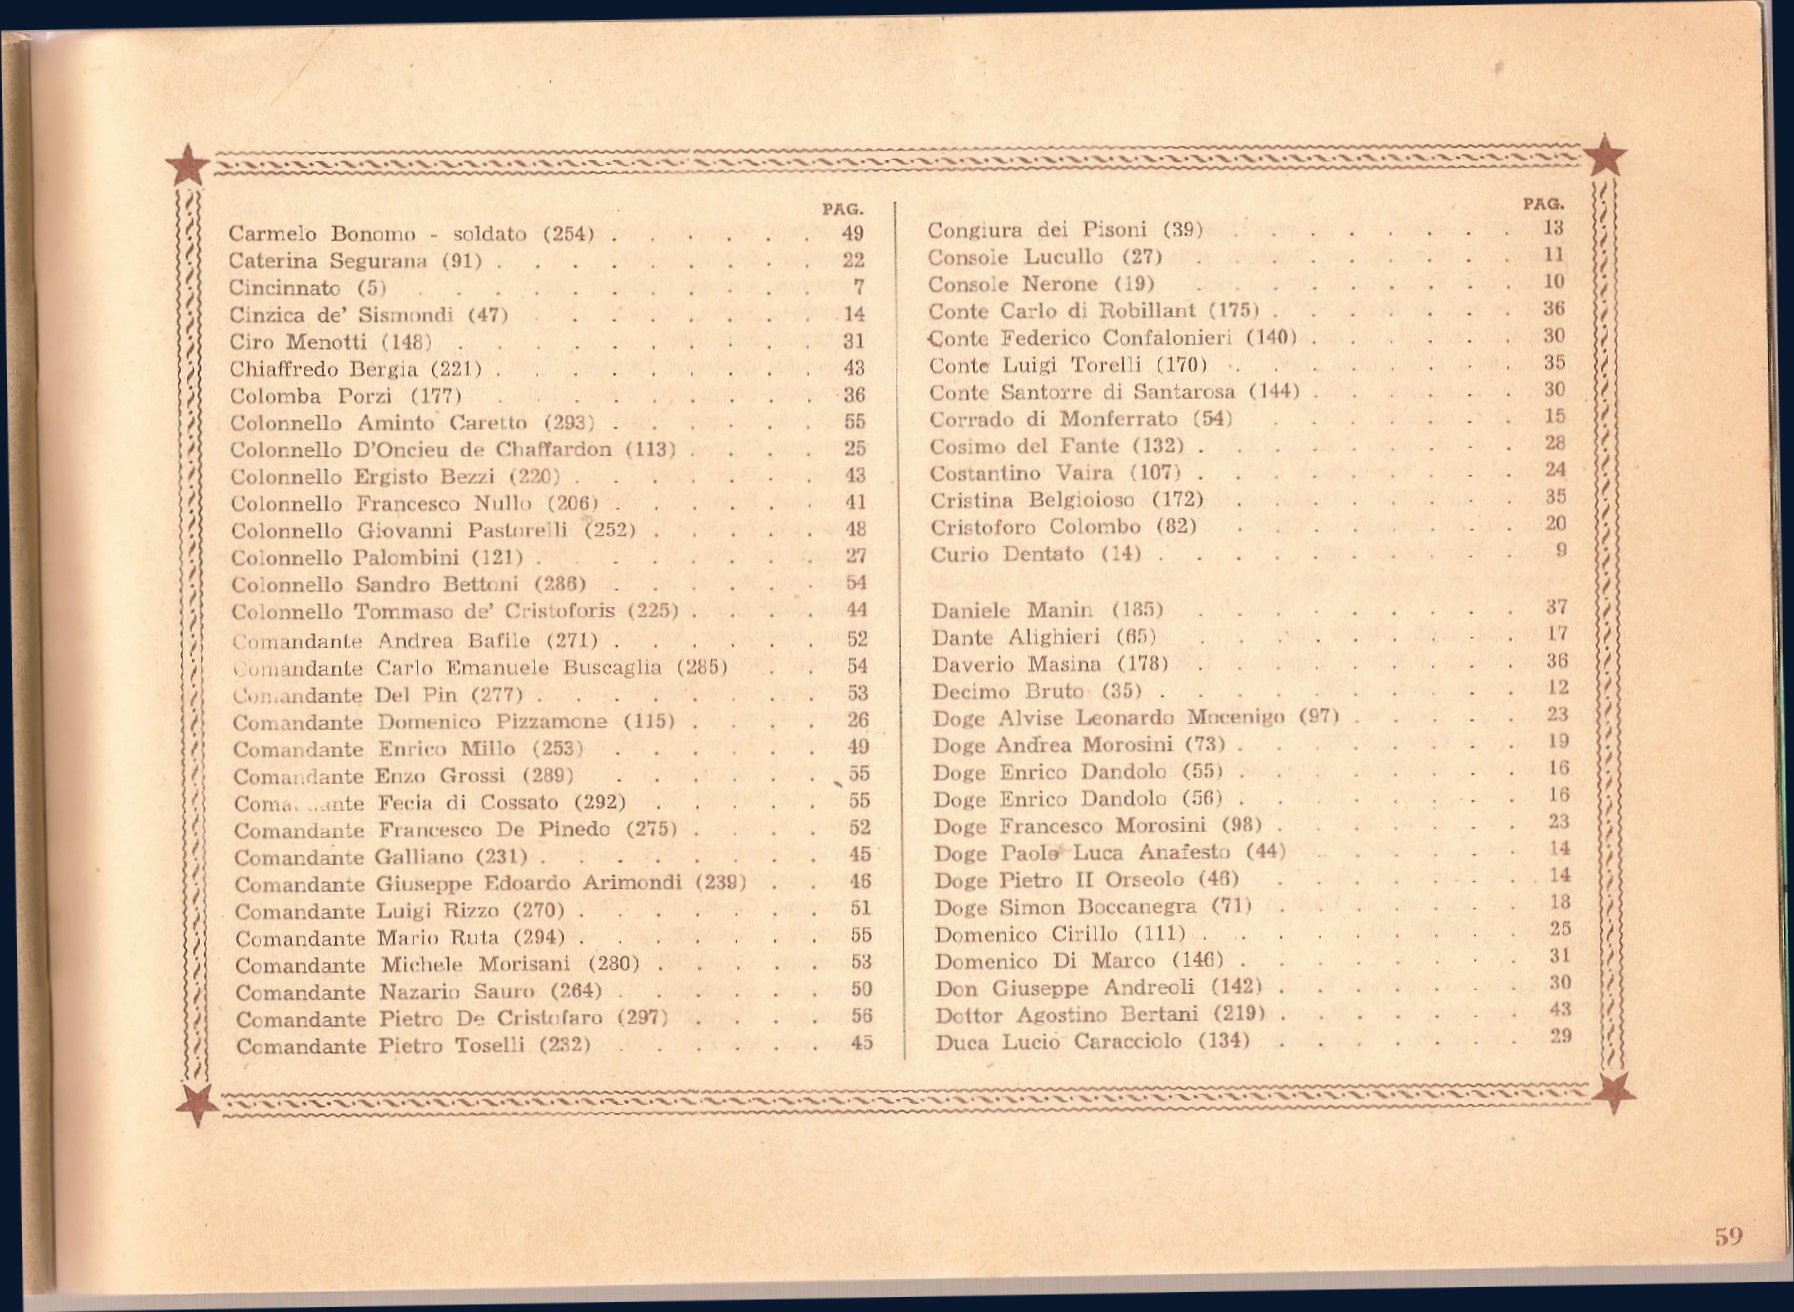 PAG.
Carmelo Bonomo - soldato (254) . . . . . . 49
Caterina Segurana (91) . . . . . . . . . 22
Cincinnato (5) . . . . . . . . . . . 7
Cinzica de' Sismondi (47) . . . . . . . . 14
Ciro Menotti (148) . . . . . . . . . . 31
Chiaffredo Bergia (221) . . . . . . . . . 43
Colomba Porzi (177) . . . . . . . . . 36
Colonnello Aminto Caretto (293) . . . . . . 55
Colonnello D'Oncieu de Chaffardon (113) . . . . 25
Colonnello Ergisto Bezzi (220) . . . . . . . 43
Colonnello Francesco Nullo (206) . . . . . . 41
Colonnello Giovanni Pastorelli (252) . . . . . 48
Colonnello Palombini (121) . . . . . . . 27
Colonnello Sandro Bettoni (286) . . . . . . 54
Colonnello Tommaso de' Cristoforis (225) . . . . 44
Comandante Andrea Bafile (271) . . . . . . 52
Comandante Carlo Emanuele Buscaglia (285) . . 54
Comandante Del Pin (277) . . . . . . . . 53
Comandante Domenico Pizzamone (115) . . . . 26
Comandante Enrico Millo (253) . . . . . . 49
Comandante Enzo Grossi (289) . . . . . . 55
Comandante Fecia di Cossato (292) . . . . . 55
Comandante Francesco De Pinedo (275) . . . . 52
Comandante Galliano (231) . . . . . . . . 45
Comandante Giuseppe Edoardo Arimondi (239) . . 46
Comandante Luigi Rizzo (270) . . . . . . . 51
Comandante Mario Ruta (294) . . . . . . . 55
Comandante Michele Morisani (280) . . . . . 53
Comandante Nazario Sauro (264) . . . . . . 50
Comandante Pietro De Cristofaro (297) . . . . 56
Comandante Pietro Toselli (232) . . . . . . 45
PAG.
Congiura dei Pisoni (39) . . . . . . . . 13
Console Lucullo (27) . . . . . . . . . 11
Console Nerone (19) . . . . . . . . . 10
Conte Carlo di Robillant (175) . . . . . . . 36
Conte Federico Confalonieri (140) . . . . . . 30
Conte Luigi Torelli (170) . . . . . . . . 35
Conte Santorre di Santarosa (144) . . . . . . 30
Corrado di Monferrato (54) . . . . . . . 15
Cosimo del Fante (132) . . . . . . . . . 28
Costantino Vaira (107) . . . . . . . . . 24
Cristina Belgioioso (172) . . . . . . . . 35
Cristoforo Colombo (82) . . . . . . . . 20
Curio Dentato (14) . . . . . . . . . . 9
Daniele Manin (185) . . . . . . . . . 37
Dante Alighieri (65) . . . . . . . . . 17
Daverio Masina (178) . . . . . . . . . 36
Decimo Bruto (35) . . . . . . . . . . 12
Doge Alvise Leonardo Mocenigo (97) . . . . . 23
Doge Andrea Morosini (73) . . . . . . . . 19
Doge Enrico Dandolo (55) . . . . . . . . 16
Doge Enrico Dandolo (56) . . . . . . . . 16
Doge Francesco Morosini (98) . . . . . . . 23
Doge Paolo Luca Anafesto (44) . . . . . . 14
Doge Pietro II Orseolo (46) . . . . . . . 14
Doge Simon Boccanegra (71) . . . . . . . 18
Domenico Cirillo (111) . . . . . . . . . 25
Domenico Di Marco (146) . . . . . . . . 31
Don Giuseppe Andreoli (142) . . . . . . . 30
Dottor Agostino Bertani (219) . . . . . . . 43
Duca Lucio Caracciolo (134) . . . . . . . 29
59